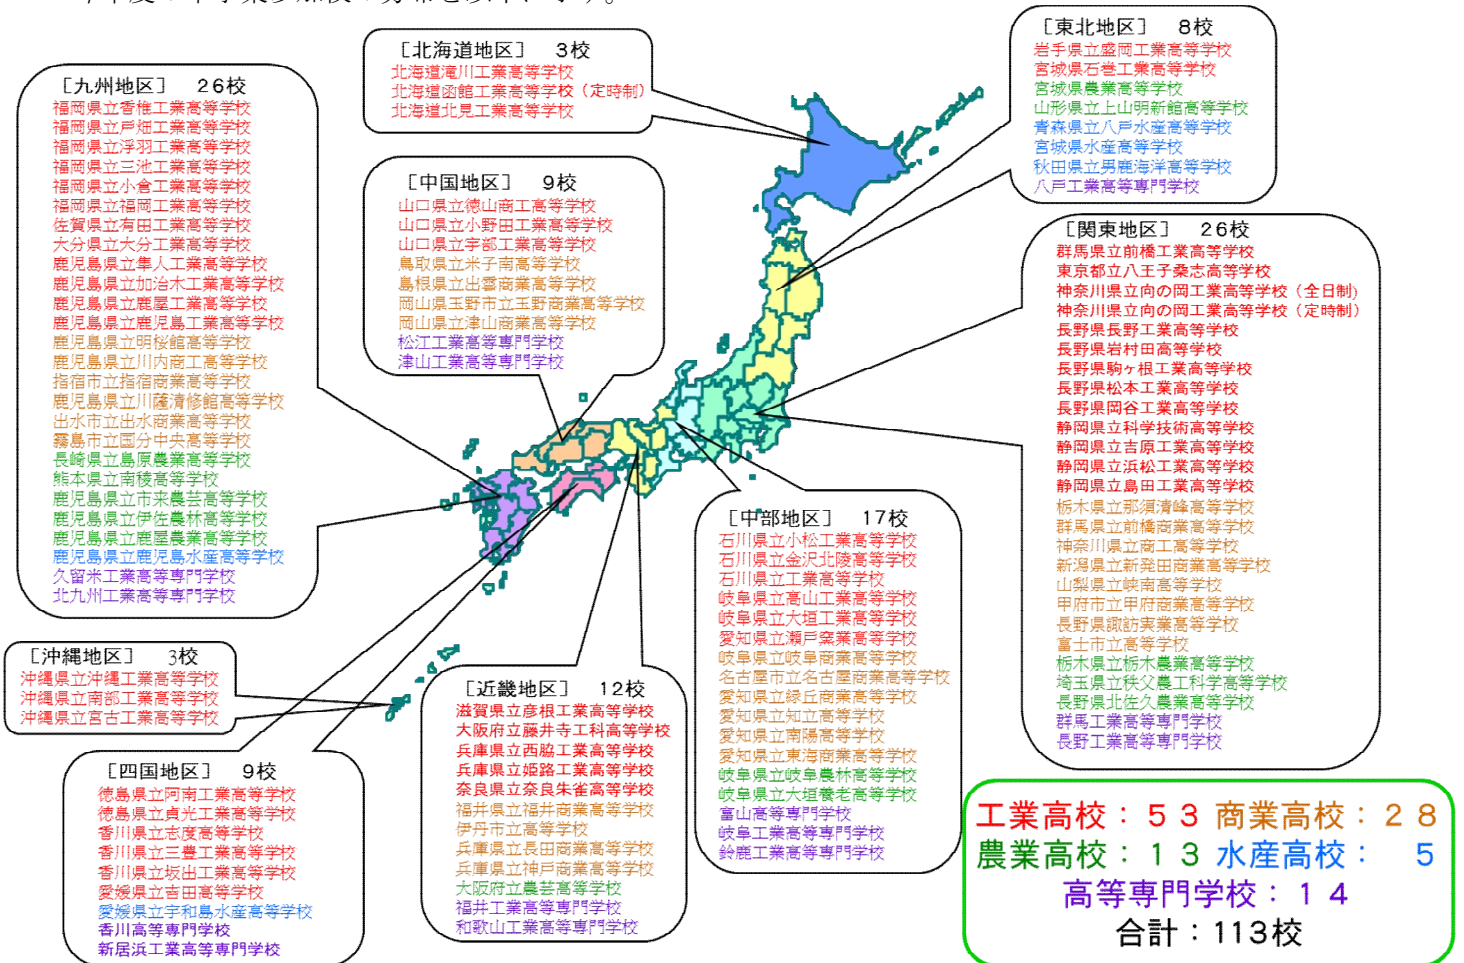 ［北海道地区］　3校
北海道滝川工業高等学校
北海道函館工業高等学校（定時制）
北海道北見工業高等学校
［東北地区］　8校
岩手県立盛岡工業高等学校
宮城県石巻工業高等学校
宮城県農業高等学校
山形県立上山明新館高等学校
青森県立八戸水産高等学校
宮城県水産高等学校
秋田県立男鹿海洋高等学校
八戸工業高等専門学校
［九州地区］　26校
福岡県立香椎工業高等学校
福岡県立戸畑工業高等学校
福岡県立浮羽工業高等学校
福岡県立三池工業高等学校
福岡県立小倉工業高等学校
福岡県立福岡工業高等学校
佐賀県立有田工業高等学校
大分県立大分工業高等学校
鹿児島県立隼人工業高等学校
鹿児島県立加治木工業高等学校
鹿児島県立鹿屋工業高等学校
鹿児島県立鹿児島工業高等学校
鹿児島県立明桜館高等学校
鹿児島県立川内商工高等学校
指宿市立指宿商業高等学校
鹿児島県立川薩清修館高等学校
出水市立出水商業高等学校
霧島市立国分中央高等学校
長崎県立島原農業高等学校
熊本県立南稜高等学校
鹿児島県立市来農芸高等学校
鹿児島県立伊佐農林高等学校
鹿児島県立鹿屋農業高等学校
鹿児島県立鹿児島水産高等学校
久留米工業高等専門学校
北九州工業高等専門学校
［中国地区］　9校
山口県立徳山商工高等学校
山口県立小野田工業高等学校
山口県立宇部工業高等学校
鳥取県立米子南高等学校
島根県立出雲商業高等学校
岡山県玉野市立玉野商業高等学校
岡山県立津山商業高等学校
松江工業高等専門学校
津山工業高等専門学校
［関東地区］　26校
群馬県立前橋工業高等学校
東京都立八王子桑志高等学校
神奈川県立向の岡工業高等学校（全日制）
神奈川県立向の岡工業高等学校（定時制）
長野県長野工業高等学校
長野県岩村田高等学校
長野県駒ヶ根工業高等学校
長野県松本工業高等学校
長野県岡谷工業高等学校
静岡県立科学技術高等学校
静岡県立吉原工業高等学校
静岡県立浜松工業高等学校
静岡県立島田工業高等学校
栃木県立那須清峰高等学校
群馬県立前橋商業高等学校
神奈川県立商工高等学校
新潟県立新発田商業高等学校
山梨県立峡南高等学校
甲府市立甲府商業高等学校
長野県諏訪実業高等学校
富士市立高等学校
栃木県立栃木農業高等学校
埼玉県立秩父農工科学高等学校
長野県北佐久農業高等学校
群馬工業高等専門学校
長野工業高等専門学校
［中部地区］　17校
石川県立小松工業高等学校
石川県立金沢北陵高等学校
石川県立工業高等学校
岐阜県立高山工業高等学校
岐阜県立大垣工業高等学校
愛知県立瀬戸窯業高等学校
岐阜県立岐阜商業高等学校
名古屋市立名古屋商業高等学校
愛知県立緑丘商業高等学校
愛知県立知立高等学校
愛知県立南陽高等学校
愛知県立東海商業高等学校
岐阜県立岐阜農林高等学校
岐阜県立大垣養老高等学校
富山高等専門学校
岐阜工業高等専門学校
鈴鹿工業高等専門学校
［沖縄地区］　3校
沖縄県立沖縄工業高等学校
沖縄県立南部工業高等学校
沖縄県立宮古工業高等学校
［近畿地区］　12校
滋賀県立彦根工業高等学校
大阪府立藤井寺工科高等学校
兵庫県立西脇工業高等学校
兵庫県立姫路工業高等学校
奈良県立奈良朱雀高等学校
福井県立福井商業高等学校
伊丹市立高等学校
兵庫県立長田商業高等学校
兵庫県立神戸商業高等学校
大阪府立農芸高等学校
福井工業高等専門学校
和歌山工業高等専門学校
［四国地区］　9校
徳島県立阿南工業高等学校
徳島県立貞光工業高等学校
香川県立志度高等学校
香川県立三豊工業高等学校
香川県立坂出工業高等学校
愛媛県立吉田高等学校
愛媛県立宇和島水産高等学校
香川高等専門学校
新居浜工業高等専門学校
工業高校：５３ 商業高校：２８
農業高校：１３ 水産高校：　５
高等専門学校：１４
合計：113校